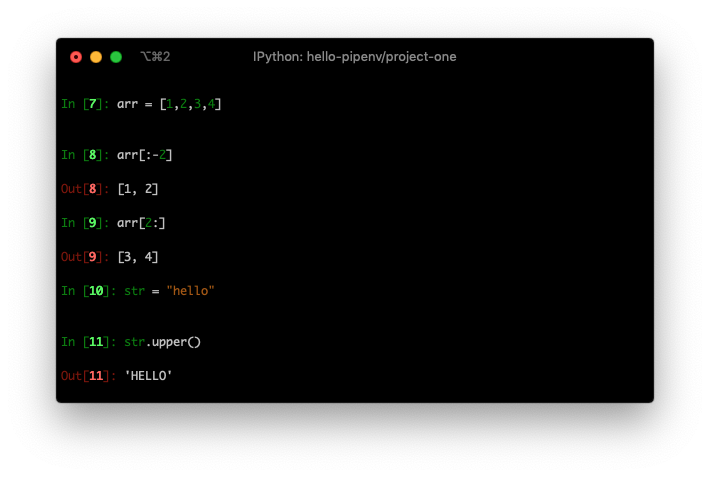 ⌥⌘2 IPython: hello-pipenv/project-one
In [7]: arr = [1,2,3,4]
In [8]: arr[:-2]
Out[8]: [1, 2]
In [9]: arr[2:]
Out[9]: [3, 4]
In [10]: str = "hello"
In [11]: str.upper()
Out[11]: 'HELLO'